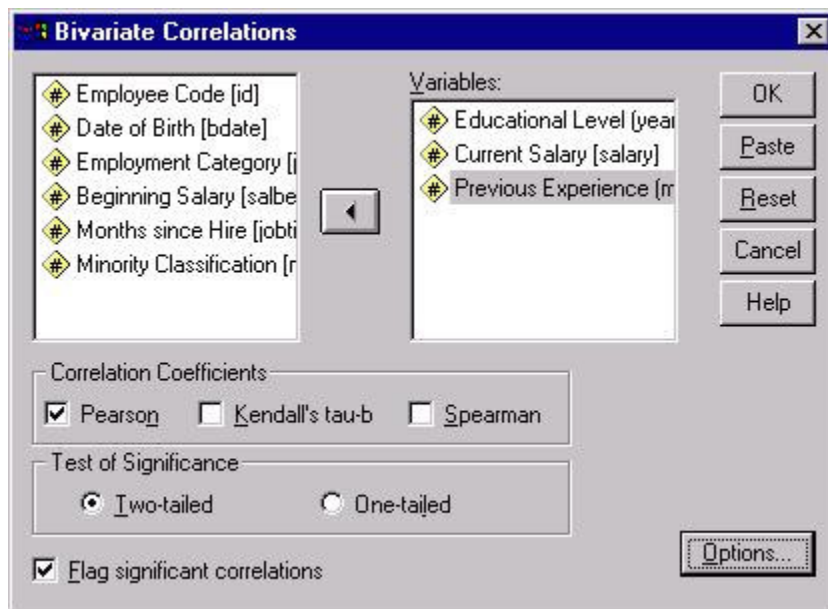 Bivariate Correlations
Employee Code [id]
Date of Birth [bdate]
Employment Category [j
Beginning Salary [salbe
Months since Hire [jobti
Minority Classification [r
Variables:
Educational Level (year
Current Salary [salary]
Previous Experience (m
OK
Paste
Reset
Cancel
Help
Correlation Coefficients
Pearson Kendall's tau-b Spearman
Test of Significance
Two-tailed One-tailed
Flag significant correlations
Options...